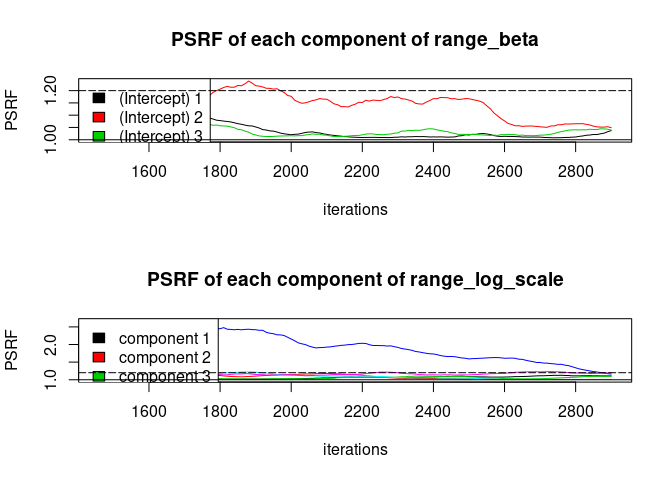 PSRF of each component of range_beta
PSRF
1.20
1.00
(Intercept) 1
(Intercept) 2
(Intercept) 3
1600 1800 2000 2200 2400 2600 2800
iterations
PSRF of each component of range_log_scale
PSRF
2.0
1.0
component 1
component 2
component 3
1600 1800 2000 2200 2400 2600 2800
iterations